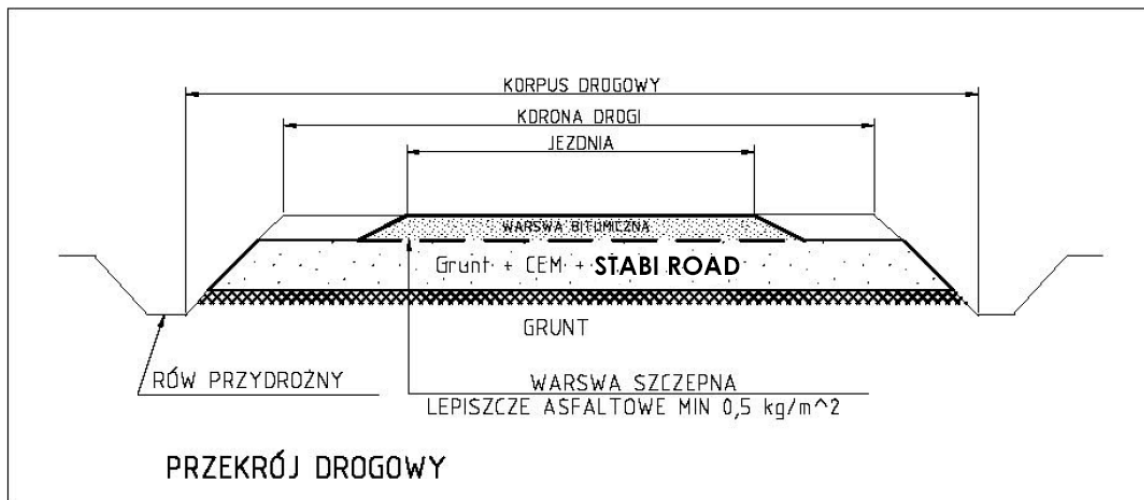 KORPUS DROGOWY
KORONA DROGI
JEZDNIA
WARSWA BITUMICZNA
Grunt + CEM + STABI ROAD
GRUNT
RÓW PRZYDROŻNY
WARSWA SZCZEPNA
LEPISZCZE ASFALTOWE MIN 0,5 kg/m^2
PRZEKRÓJ DROGOWY